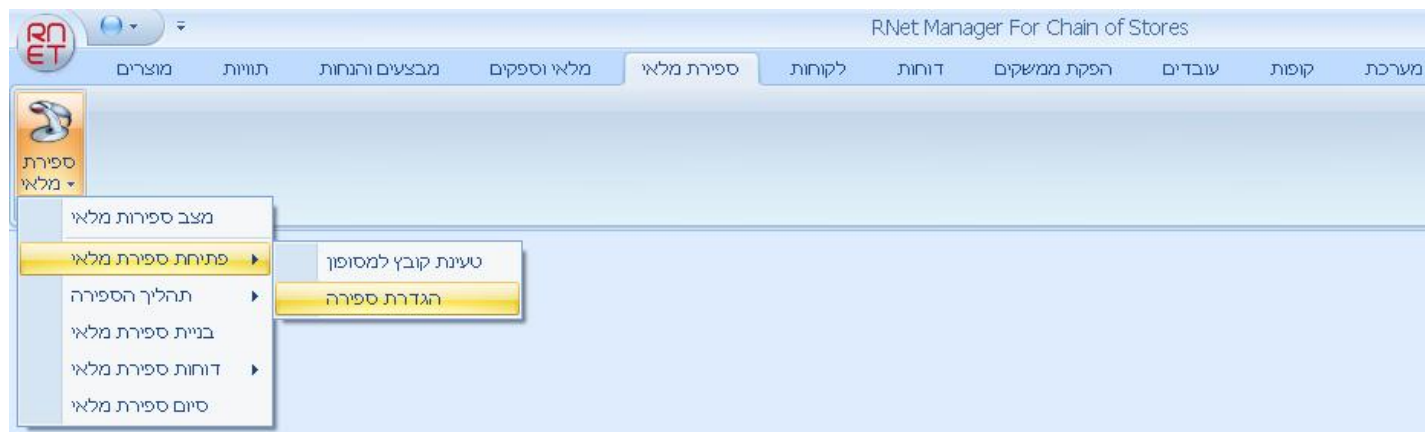 RNET
RNet Manager For Chain of Stores
מוצרים
תוויות
מבצעים והנחות
מלאי וספקים
ספירת מלאי
לקוחות
דוחות
הפקת ממשקים
עובדים
קופות
מערכת
ספירת
מלאי
מצב ספירות מלאי
פתיחת ספירת מלאי
טעינת קובץ למסופון
הגדרת ספירה
תהליך הספירה
בניית ספירת מלאי
דוחות ספירת מלאי
סיום ספירת מלאי